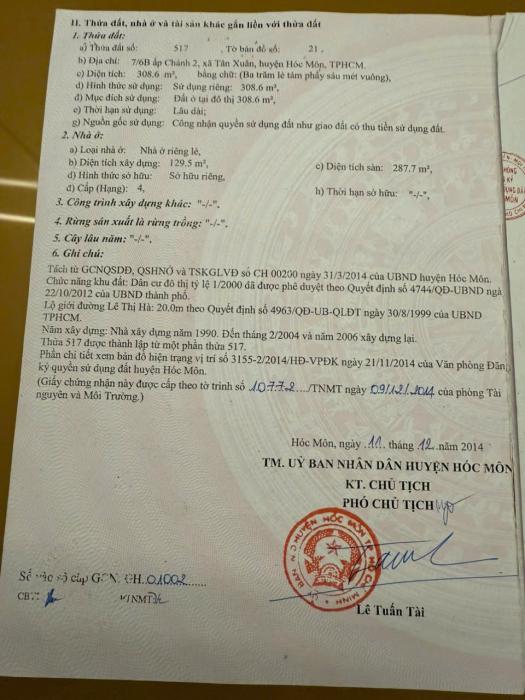 II. Thửa đất, nhà ở và tài sản khác gắn liền với thửa đất
1. Thửa đất:
a) Thửa đất số: 517 , Tờ bản đồ số: 21 ,
b) Địa chỉ: 7/6B ấp Chánh 2, xã Tân Xuân, huyện Hóc Môn, TPHCM.
c) Diện tích: 308.6 m², bằng chữ: (Ba trăm lẻ tám phẩy sáu mét vuông),
d) Hình thức sử dụng: Sử dụng riêng: 308.6 m²,
đ) Mục đích sử dụng: Đất ở tại đô thị 308.6 m²,
e) Thời hạn sử dụng: Lâu dài;
g) Nguồn gốc sử dụng: Công nhận quyền sử dụng đất như giao đất có thu tiền sử dụng đất.
2. Nhà ở:
a) Loại nhà ở: Nhà ở riêng lẻ,
b) Diện tích xây dựng: 129.5 m², c) Diện tích sàn: 287.7 m²,
d) Hình thức sở hữu: Sở hữu riêng,
đ) Cấp (Hạng): 4, h) Thời hạn sở hữu: "-/-",
3. Công trình xây dựng khác: "-/-".
4. Rừng sản xuất là rừng trồng: "-/-".
5. Cây lâu năm: "-/-".
6. Ghi chú:
Tách từ GCNQSDĐ, QSHNỞ và TSKGLVĐ số CH 00200 ngày 31/3/2014 của UBND huyện Hóc Môn.
Chức năng khu đất: Dân cư đô thị tỷ lệ 1/2000 đã được phê duyệt theo Quyết định số 4744/QĐ-UBND ngà
22/10/2012 của UBND thành phố.
Lộ giới đường Lê Thị Hà: 20.0m theo Quyết định số 4963/QĐ-UB-QLĐT ngày 30/8/1999 của UBND
TPHCM.
Năm xây dựng: Nhà xây dựng năm 1990. Đến tháng 2/2004 và năm 2006 xây dựng lại.
Thửa 517 được thành lập từ một phần thửa 517.
Phần chi tiết xem bản đồ hiện trạng vị trí số 3155-2/2014/HĐ-VPĐK ngày 21/11/2014 của Văn phòng Đăn
ký quyền sử dụng đất huyện Hóc Môn.
(Giấy chứng nhận này được cấp theo tờ trình số 10772 /TNMT ngày 09/12/2014 của phòng Tài
nguyên và Môi Trường.)
Hóc Môn, ngày 11 tháng 12 năm 2014
TM. UỶ BAN NHÂN DÂN HUYỆN HÓC MÔN
KT. CHỦ TỊCH
PHÓ CHỦ TỊCH
Số vào sổ cấp GCN. CH.01002
Lê Tuấn Tài